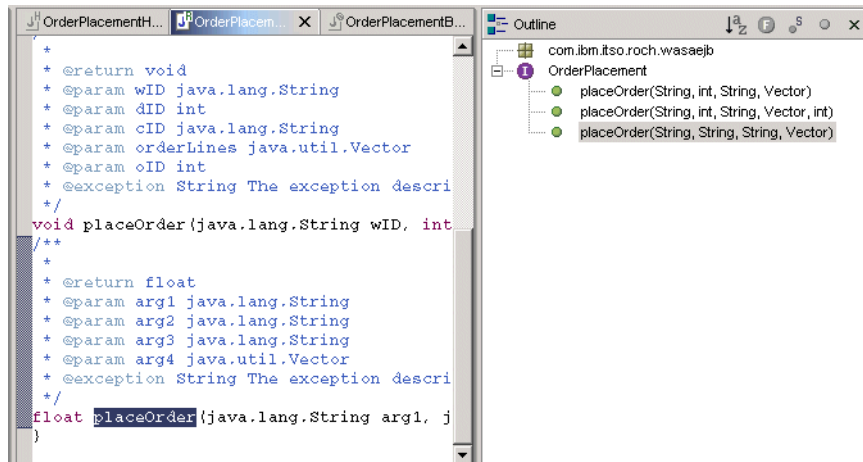 OrderPlacementH... OrderPlacem... OrderPlacementB...
*
* @return void
* @param wID java.lang.String
* @param dID int
* @param cID java.lang.String
* @param orderLines java.util.Vector
* @param oID int
* @exception String The exception descri
*/
void placeOrder(java.lang.String wID, int
/**
*
* @return float
* @param arg1 java.lang.String
* @param arg2 java.lang.String
* @param arg3 java.lang.String
* @param arg4 java.util.Vector
* @exception String The exception descri
*/
float placeOrder(java.lang.String arg1, j
}
Outline
com.ibm.itso.roch.wasaejb
OrderPlacement
placeOrder(String, int, String, Vector)
placeOrder(String, int, String, Vector, int)
placeOrder(String, String, String, Vector)